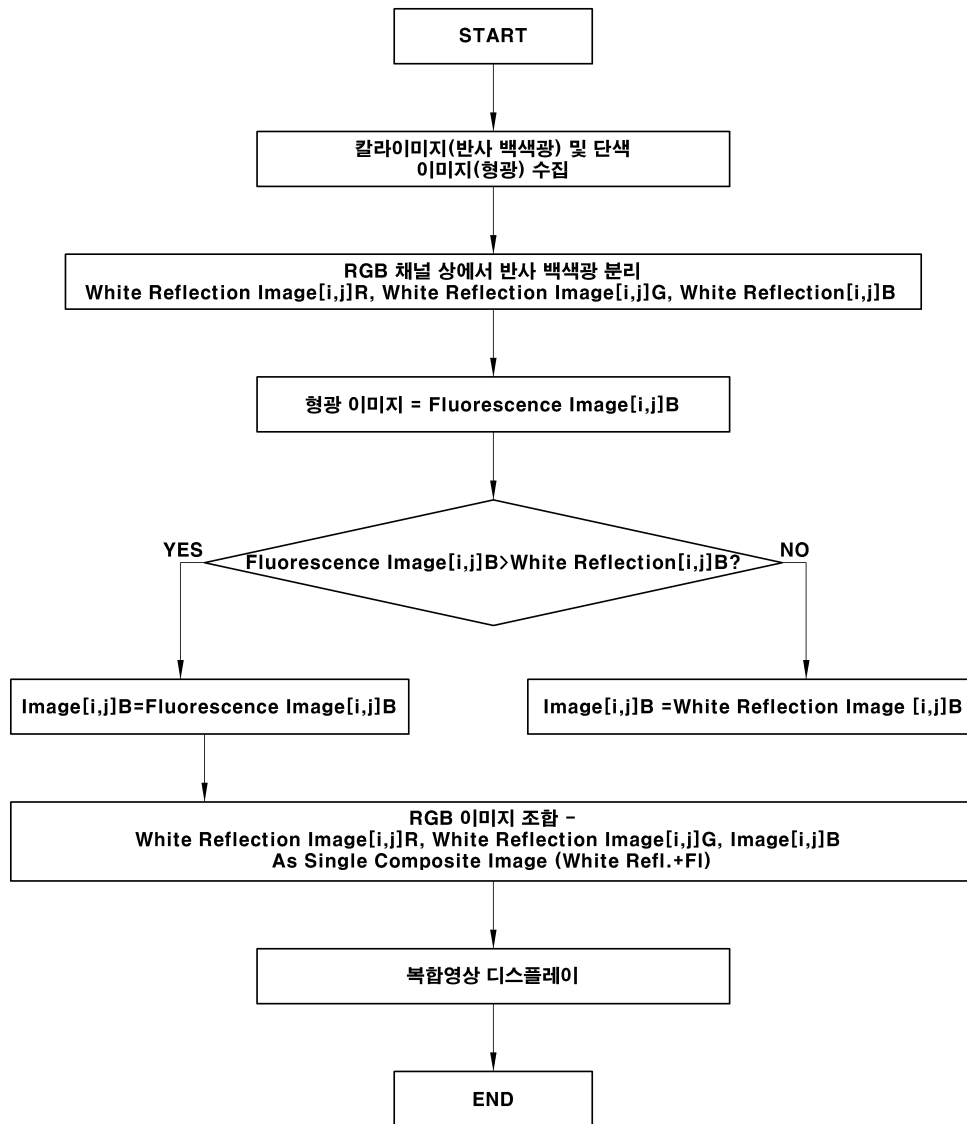 START
칼라이미지(반사 백색광) 및 단색
이미지(형광) 수집
RGB 채널 상에서 반사 백색광 분리
White Reflection Image[i,j]R, White Reflection Image[i,j]G, White Reflection[i,j]B
형광 이미지 = Fluorescence Image[i,j]B
Fluorescence Image[i,j]B>White Reflection[i,j]B?
YES
NO
Image[i,j]B=Fluorescence Image[i,j]B
Image[i,j]B =White Reflection Image [i,j]B
RGB 이미지 조합 -
White Reflection Image[i,j]R, White Reflection Image[i,j]G, Image[i,j]B
As Single Composite Image (White Refl.+Fl)
복합영상 디스플레이
END